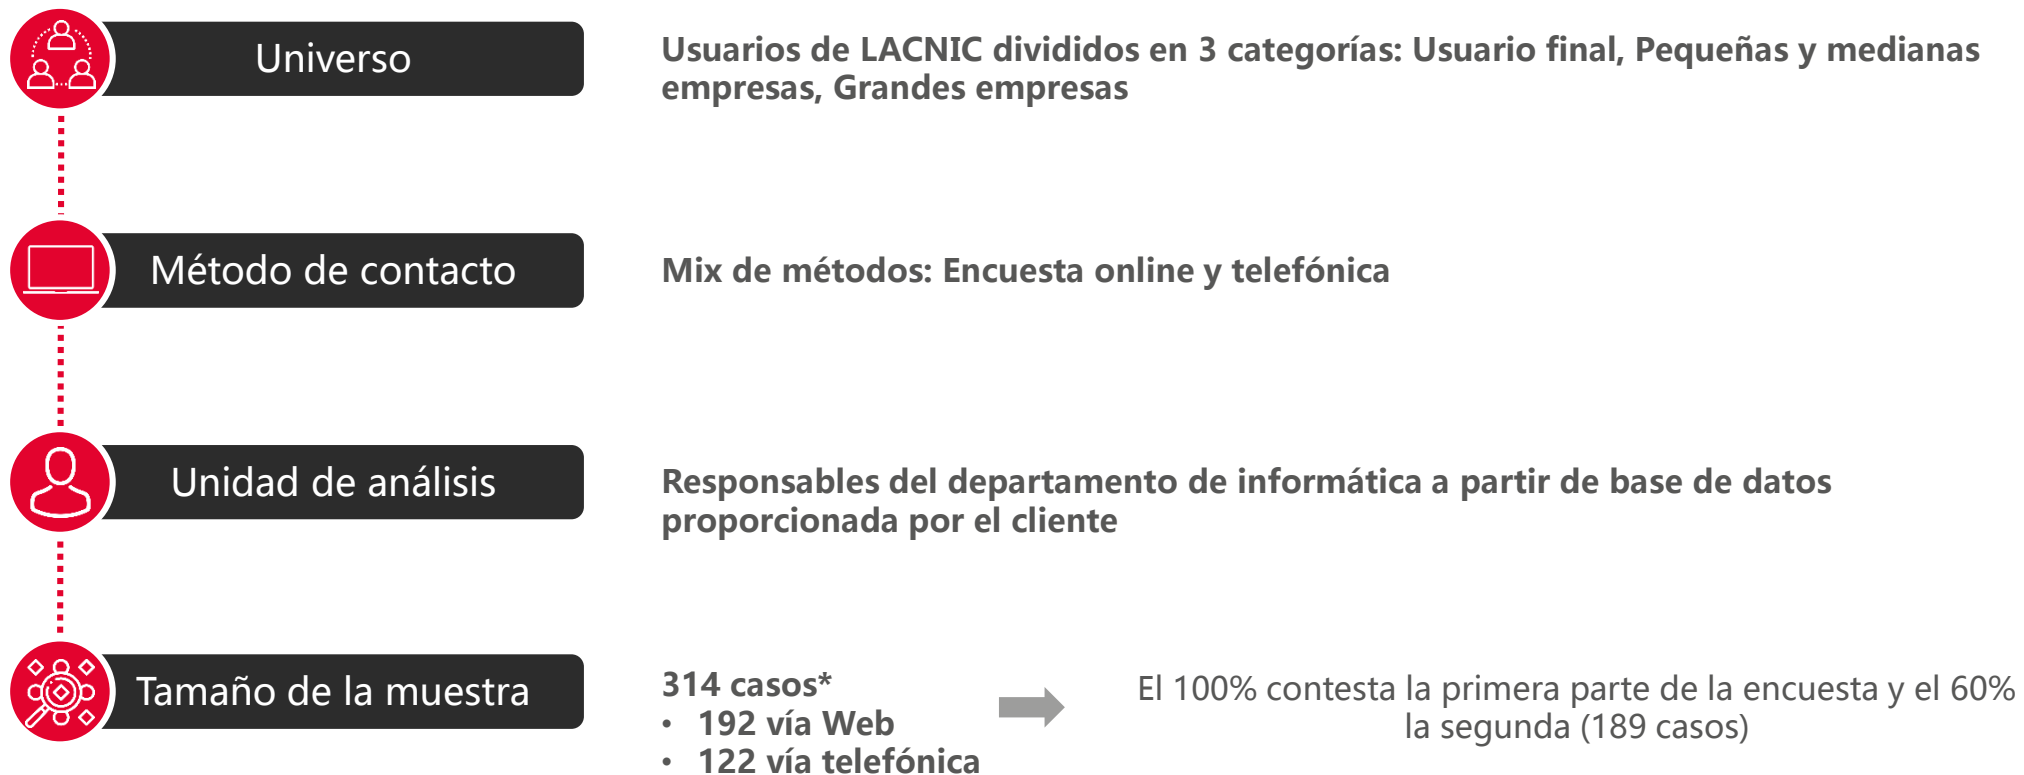 Universo
Usuarios de LACNIC divididos en 3 categorías: Usuario final, Pequeñas y medianas
empresas, Grandes empresas
Método de contacto
Mix de métodos: Encuesta online y telefónica
Unidad de análisis
Responsables del departamento de informática a partir de base de datos
proporcionada por el cliente
Tamaño de la muestra
314 casos*
• 192 vía Web
• 122 vía telefónica
El 100% contesta la primera parte de la encuesta y el 60%
la segunda (189 casos)